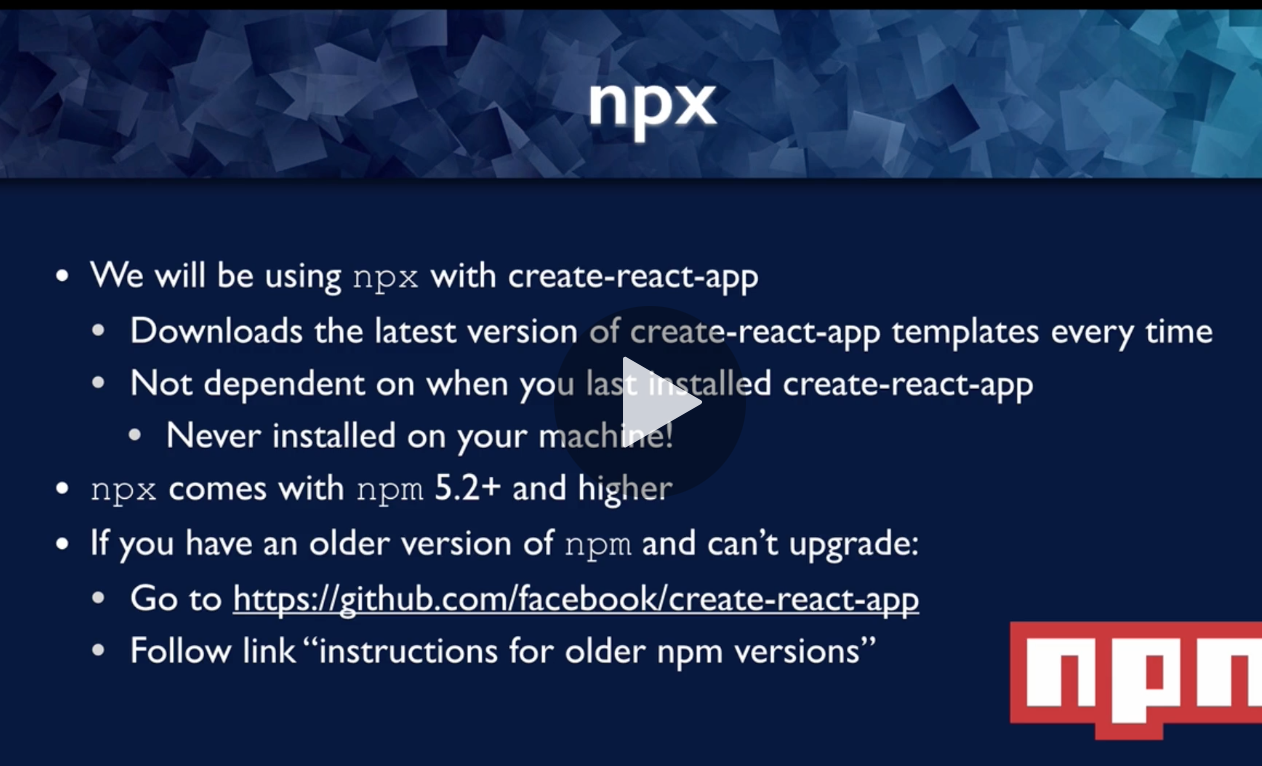 npx
• We will be using npx with create-react-app
• Downloads the latest version of create-react-app templates every time
• Not dependent on when you last installed create-react-app
• Never installed on your machine!
• npx comes with npm 5.2+ and higher
• If you have an older version of npm and can’t upgrade:
• Go to https://github.com/facebook/create-react-app
• Follow link “instructions for older npm versions”
npm